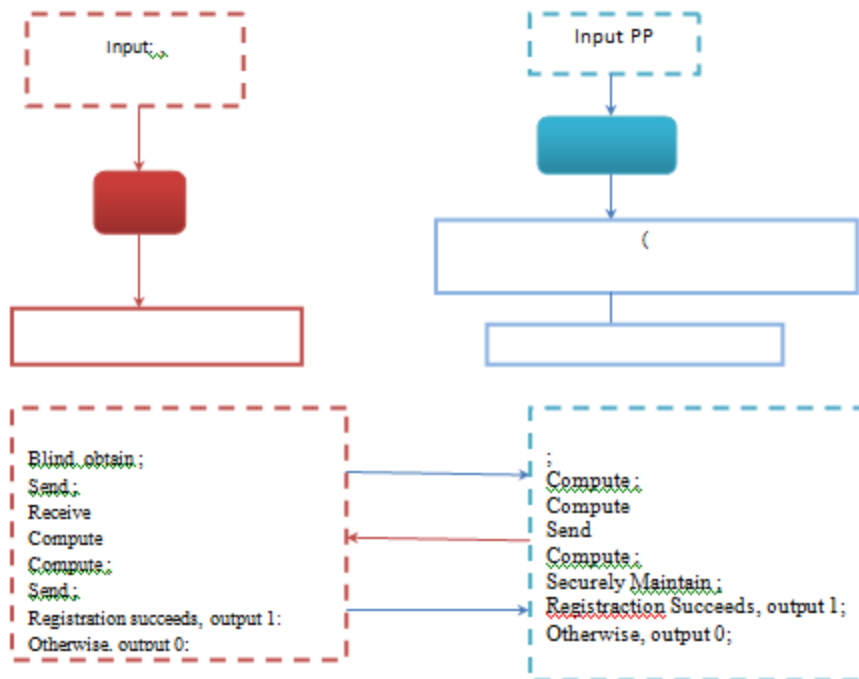 Input; ,
Input PP
(
Blind obtain ;
Send ;
Receive
Compute
Compute ;
Send ;
Registration succeeds, output 1;
Otherwise, output 0;
;
Compute ;
Compute
Send
Compute ;
Securely Maintain ;
Registraction Succeeds, output 1;
Otherwise, output 0;